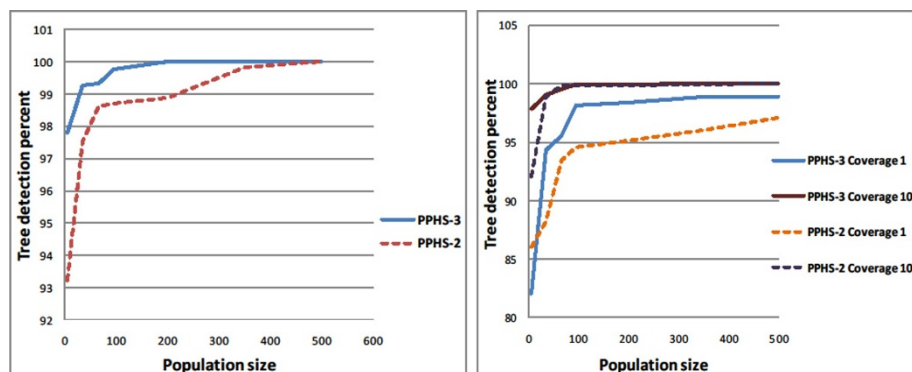 Tree detection percent
101
100
99
98
97
96
95
94
93
92
0 100 200 300 400 500 600
Population size
PPHS-3
PPHS-2
Tree detection percent
105
100
95
90
85
80
0 100 200 300 400 500
Population size
PPHS-3 Coverage 1
PPHS-3 Coverage 10
PPHS-2 Coverage 1
PPHS-2 Coverage 10